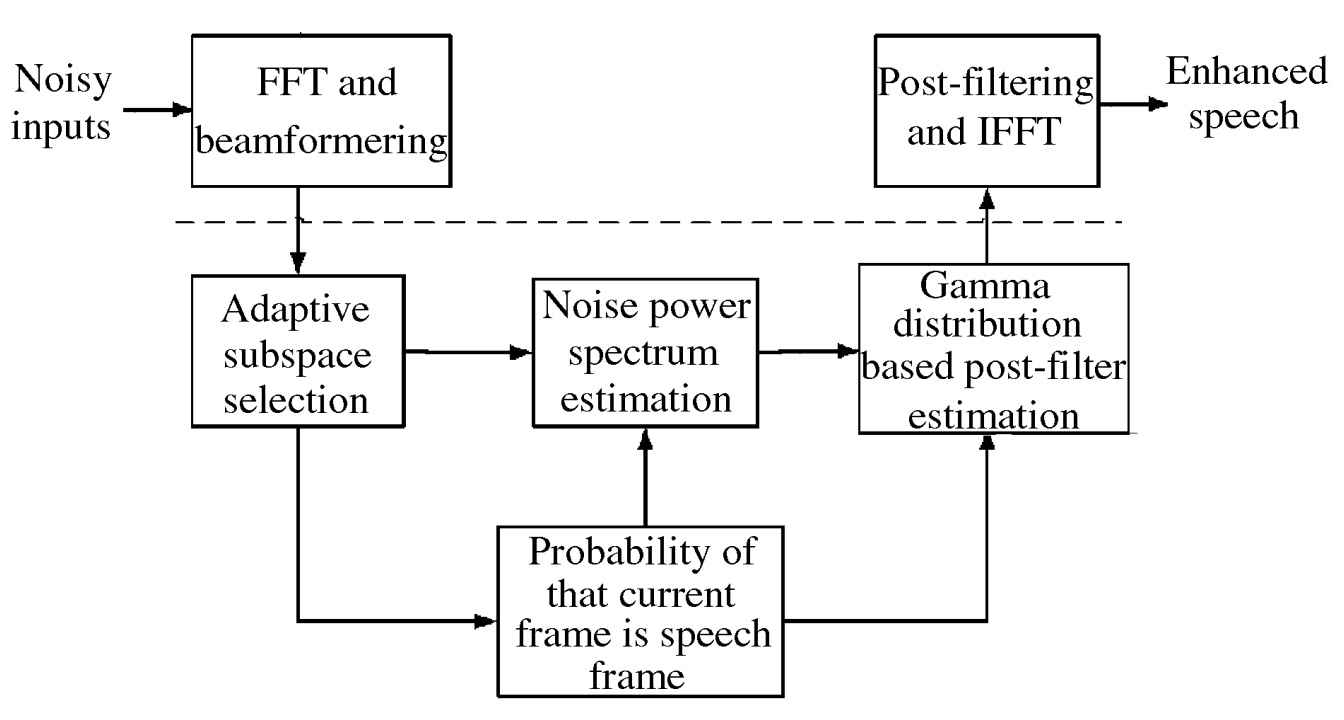 Noisy
inputs
FFT and
beamformering
Post-filtering
and IFFT
Enhanced
speech
Adaptive
subspace
selection
Noise power
spectrum
estimation
Gamma
distribution
based post-filter
estimation
Probability of
that current
frame is speech
frame